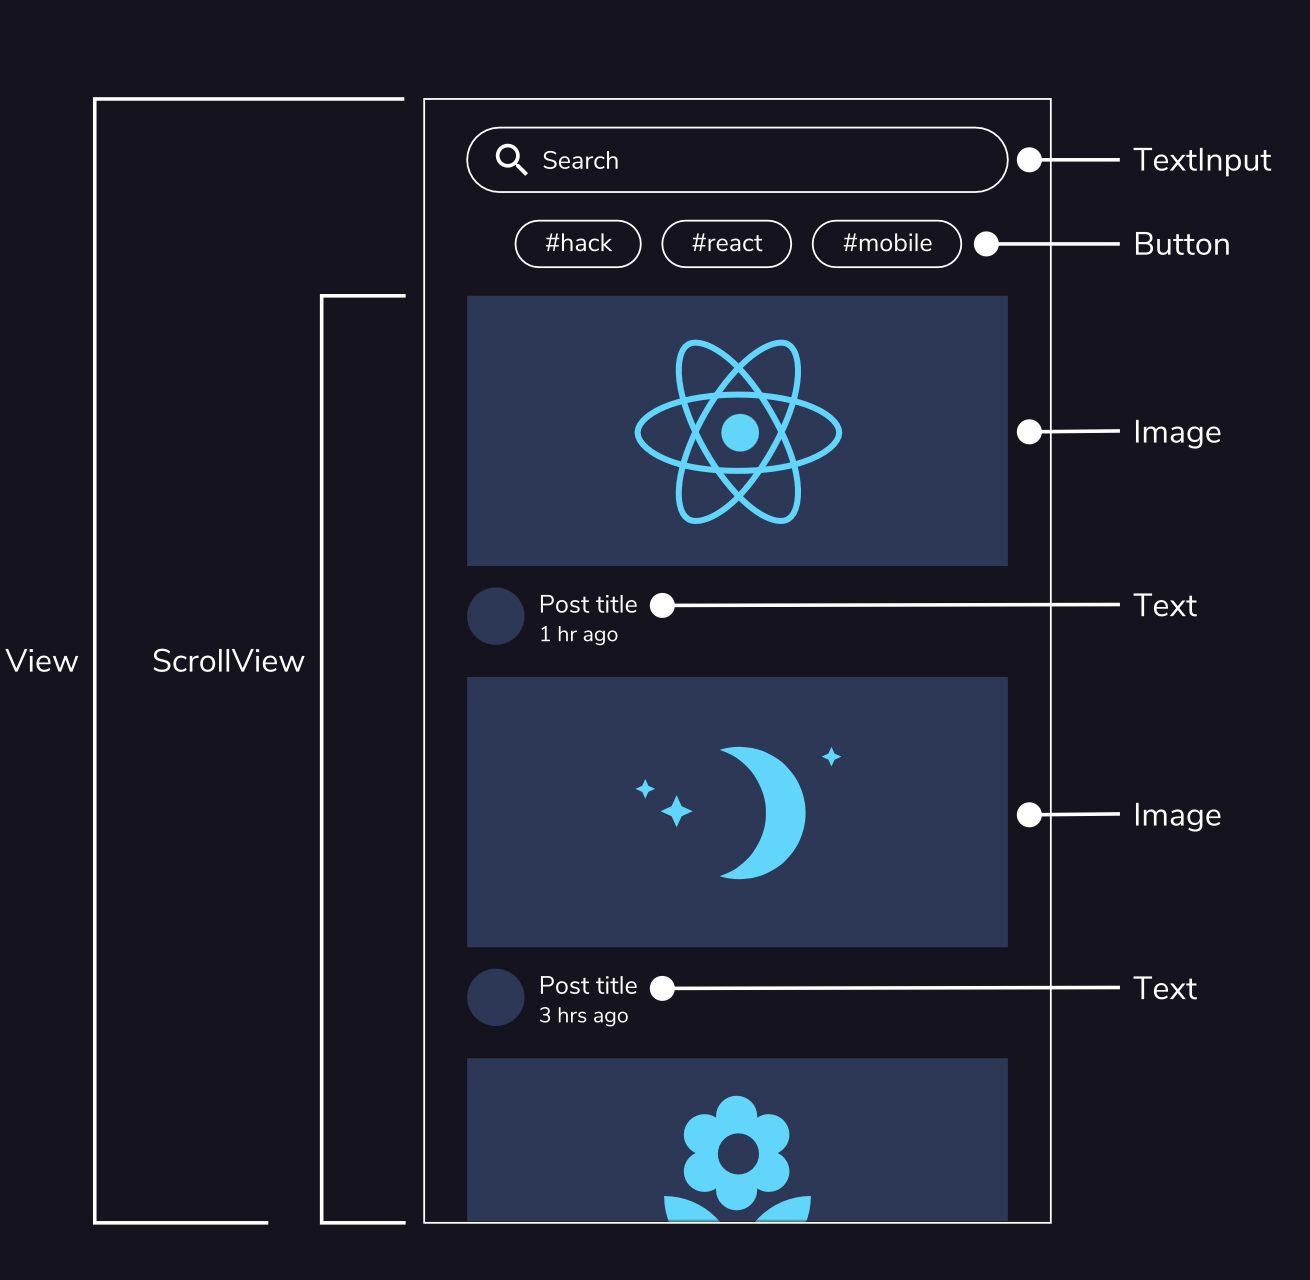 Search
TextInput
#hack #react #mobile
Button
Image
Post title
1 hr ago
Text
View
ScrollView
Image
Post title
3 hrs ago
Text